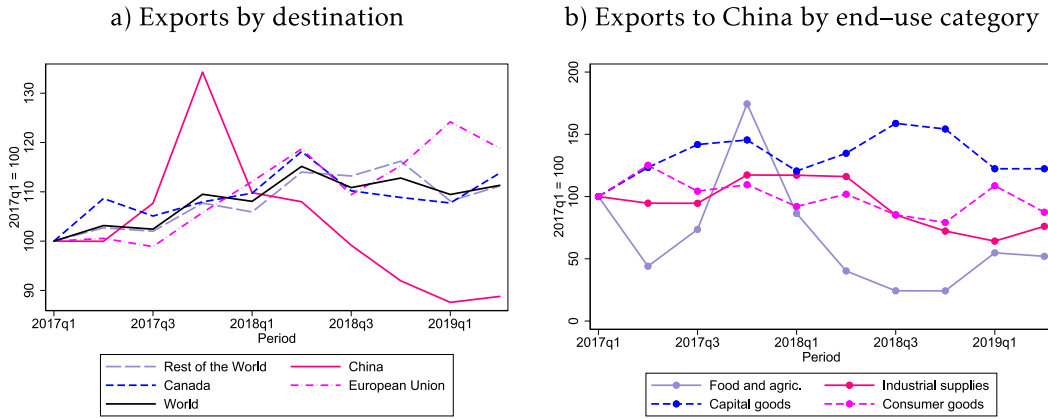 a) Exports by destination
2017q1 = 100
130
120
110
100
90
2017q1
2017q3
2018q1
2018q3
2019q1
Period
Rest of the World
China
Canada
European Union
World
b) Exports to China by end–use category
2017q1 = 100
200
150
100
50
0
2017q1
2017q3
2018q1
2018q3
2019q1
Period
Food and agric.
Industrial supplies
Capital goods
Consumer goods